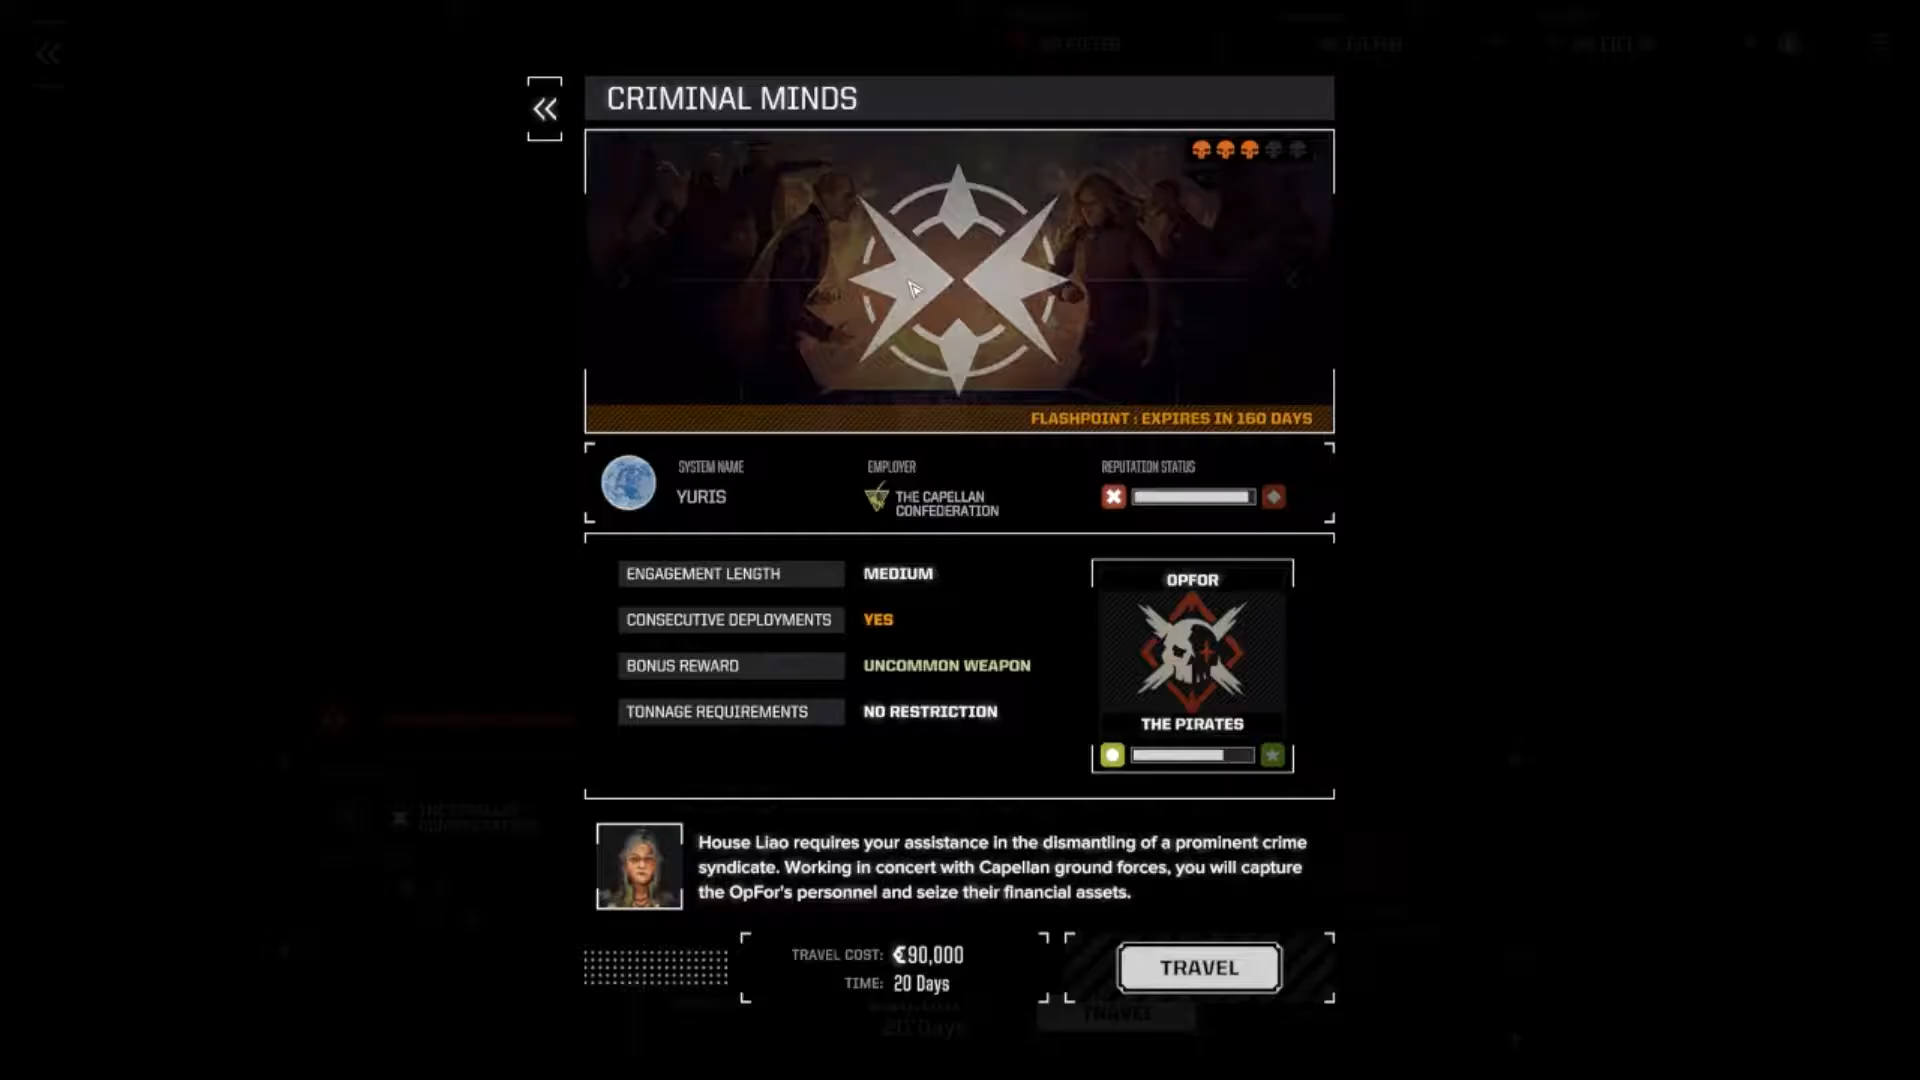 CRIMINAL MINDS
FLASHPOINT : EXPIRES IN 160 DAYS
SYSTEM NAME
YURIS
EMPLOYER
THE CAPELLAN
CONFEDERATION
REPUTATION STATUS
ENGAGEMENT LENGTH
MEDIUM
CONSECUTIVE DEPLOYMENTS
YES
BONUS REWARD
UNCOMMON WEAPON
TONNAGE REQUIREMENTS
NO RESTRICTION
OPFOR
THE PIRATES
House Liao requires your assistance in the dismantling of a prominent crime
syndicate. Working in concert with Capellan ground forces, you will capture
the OpFor's personnel and seize their financial assets.
TRAVEL COST: €90,000
TIME: 20 Days
TRAVEL
20 Days
TRAVEL